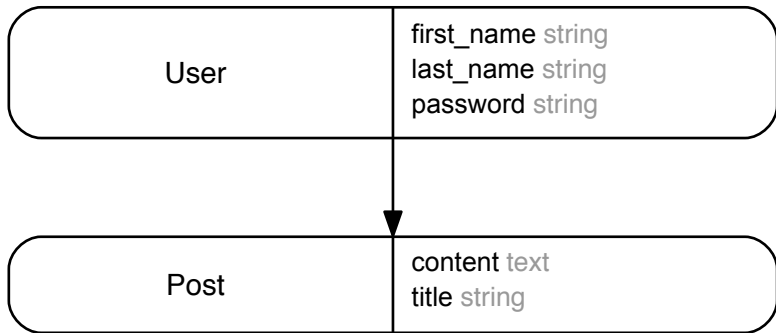 User
first_name string
last_name string
password string
Post
content text
title string